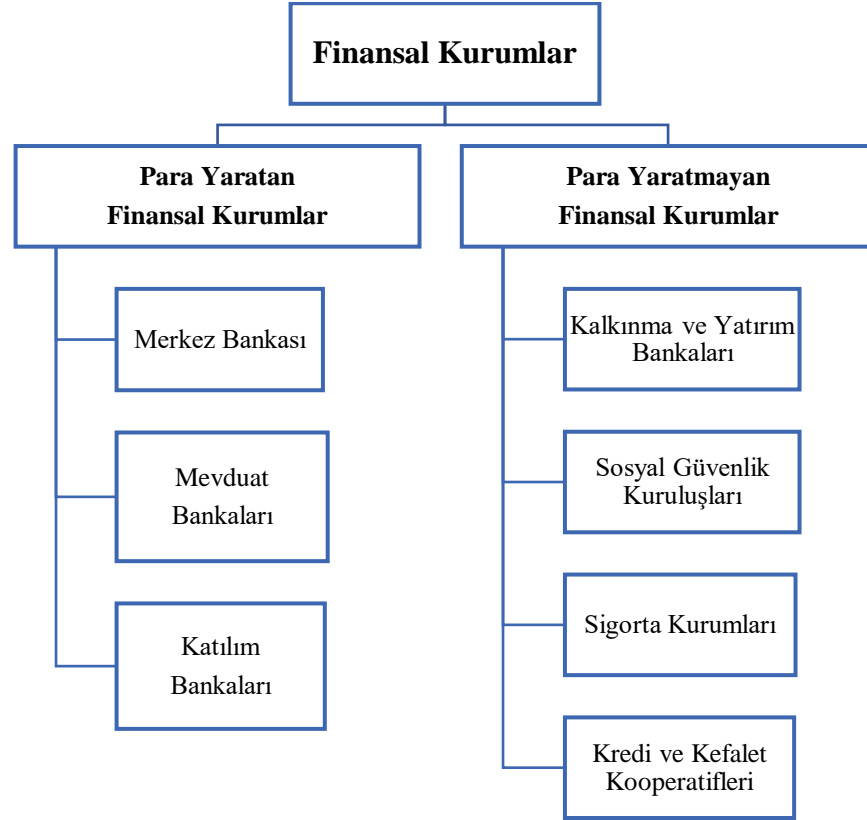 Finansal Kurumlar
Para Yaratan
Finansal Kurumlar
Merkez Bankası
Mevduat
Bankaları
Katılım
Bankaları
Para Yaratmayan
Finansal Kurumlar
Kalkınma ve Yatırım
Bankaları
Sosyal Güvenlik
Kuruluşları
Sigorta Kurumları
Kredi ve Kefalet
Kooperatifleri